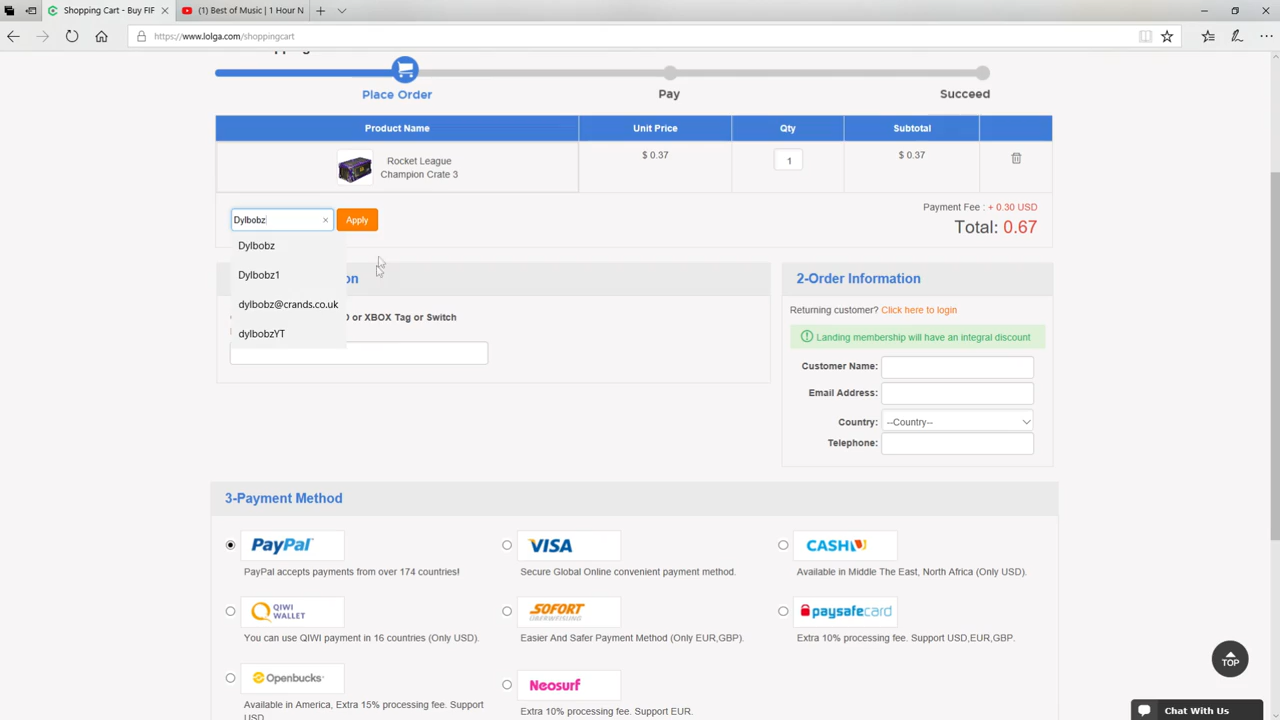 Shopping Cart - Buy FIF
(1) Best of Music | 1 Hour N
https://www.lolga.com/shoppingcart
Place Order
Pay
Succeed
Product Name
Unit Price
Qty
Subtotal
Rocket League
Champion Crate 3
$ 0.37
1
$ 0.37
Dylbobz
Apply
Payment Fee : + 0.30 USD
Total: 0.67
Dylbobz
Dylbobz1
dylbobz@crands.co.uk
dylbobzYT
on
D or XBOX Tag or Switch
2-Order Information
Returning customer? Click here to login
Landing membership will have an integral discount
Customer Name:
Email Address:
Country: --Country--
Telephone:
3-Payment Method
PayPal
VISA
CASHU
PayPal accepts payments from over 174 countries!
Secure Global Online convenient payment method.
Available in Middle The East, North Africa (Only USD).
QIWI
WALLET
SOFORT
ÜBERWEISUNG
paysafecard
You can use QIWI payment in 16 countries (Only USD).
Easier And Safer Payment Method (Only EUR,GBP).
Extra 10% processing fee. Support USD,EUR,GBP.
Openbucks
Neosurf
Available in America, Extra 15% processing fee. Support
USD
Extra 10% processing fee. Support EUR.
TOP
Chat With Us